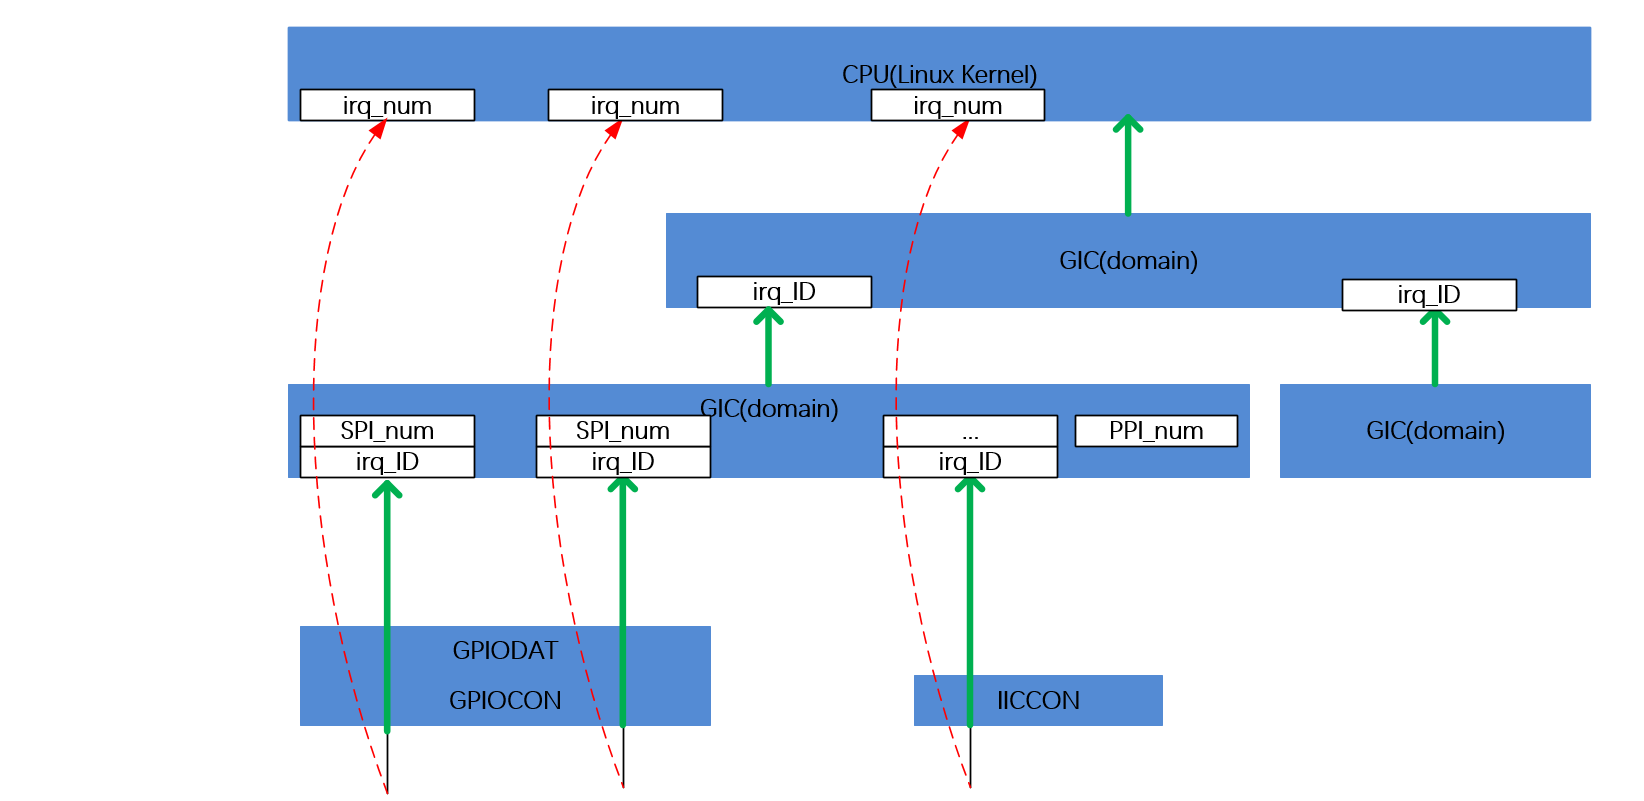 CPU(Linux Kernel)
irq_num
irq_num
irq_num
GIC(domain)
irq_ID
irq_ID
GIC(domain)
SPI_num
SPI_num
...
PPI_num
GIC(domain)
irq_ID
irq_ID
irq_ID
GPIODAT
GPIOCON
IICCON